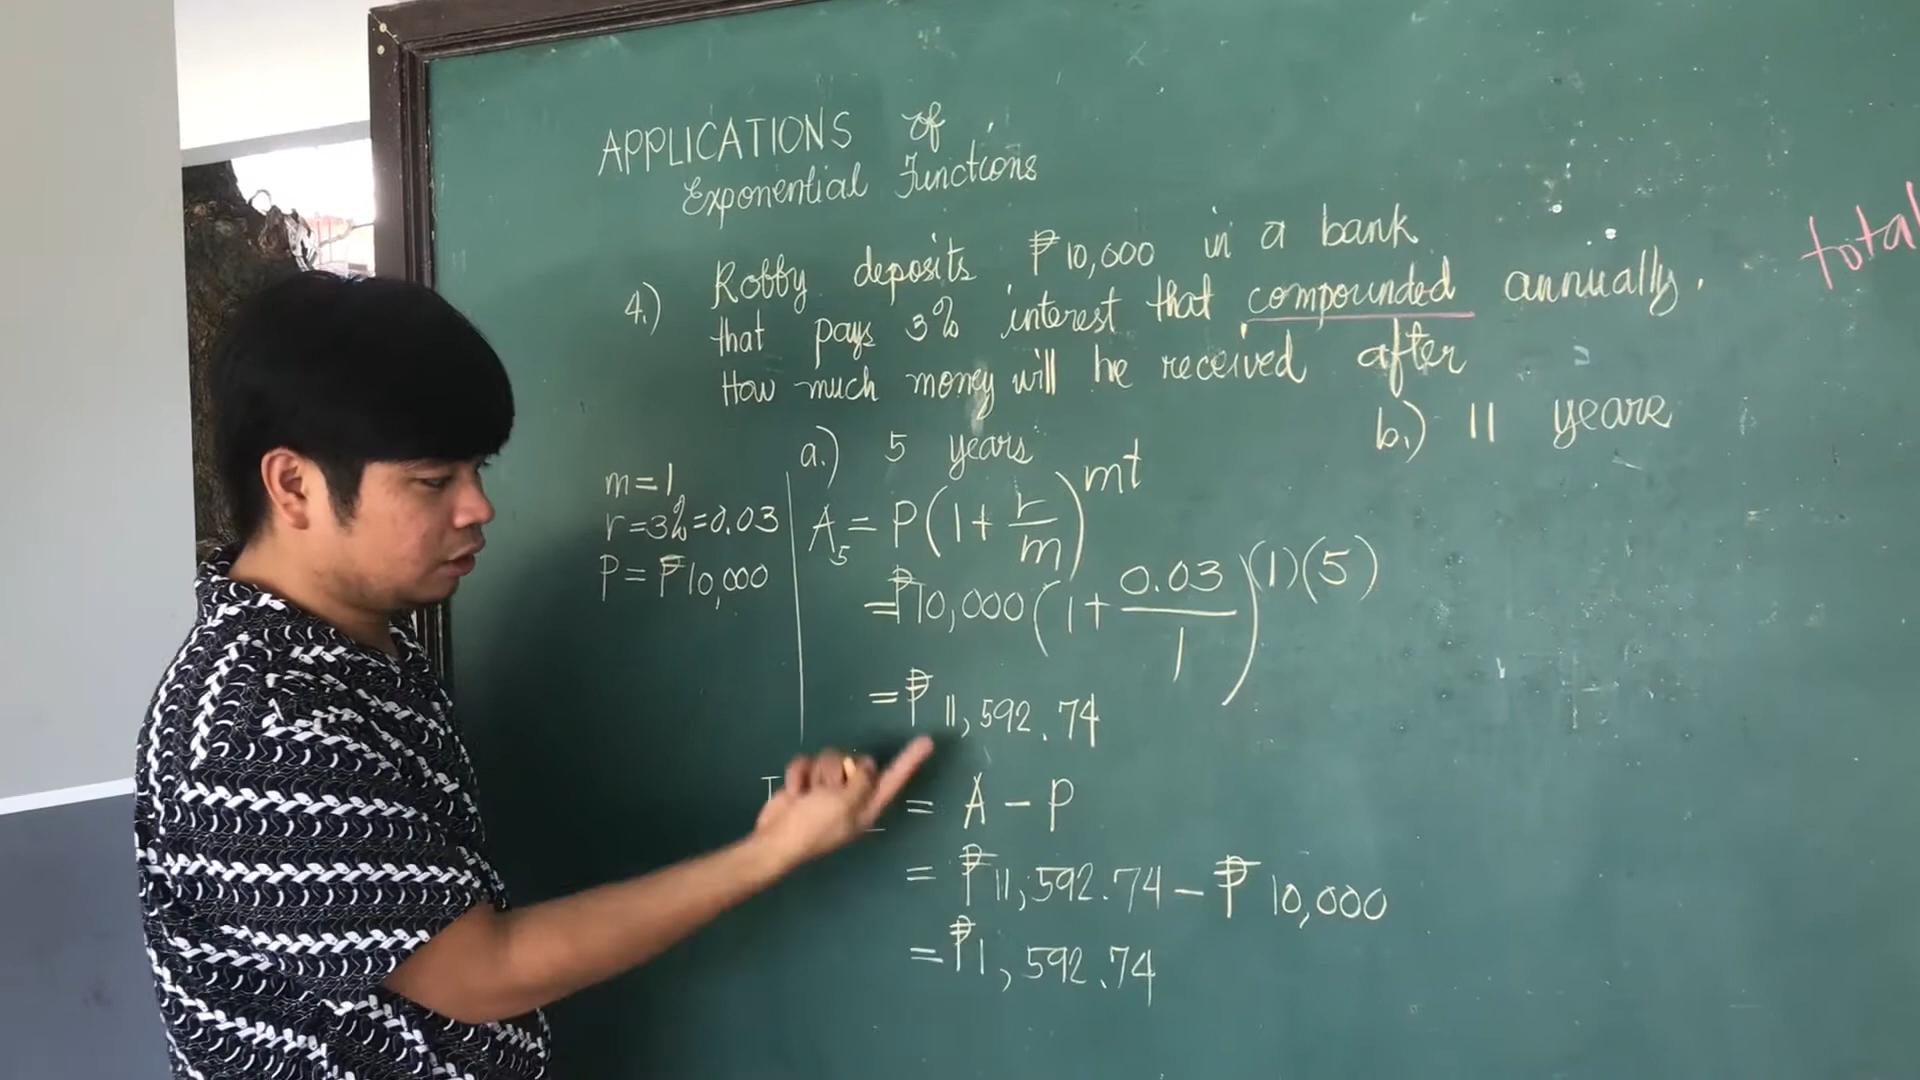 APPLICATIONS of
Exponential Functions
4.) Robby deposits ₱10,000 in a bank
that pays 3% interest that compounded annually.
How much money will he received after
a.) 5 years
b.) 11 years
m=1
r=3%=0.03
P=₱10,000
A₅ = P(1+r/m)^mt
=₱10,000(1+0.03/1)^(1)(5)
=₱11,592.74
I = A-P
= ₱11,592.74-₱10,000
=₱1,592.74
total